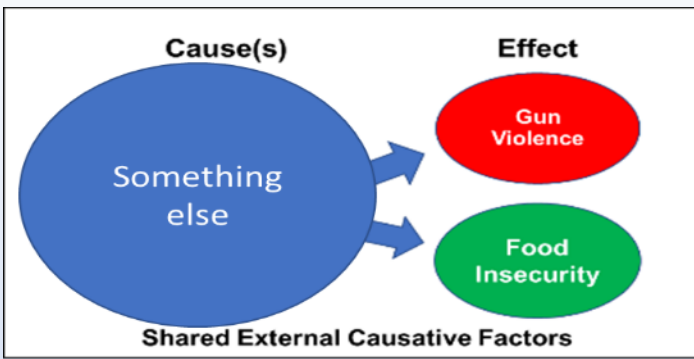 Cause(s) Effect
Gun
Violence
Something
else
Food
Insecurity
Shared External Causative Factors